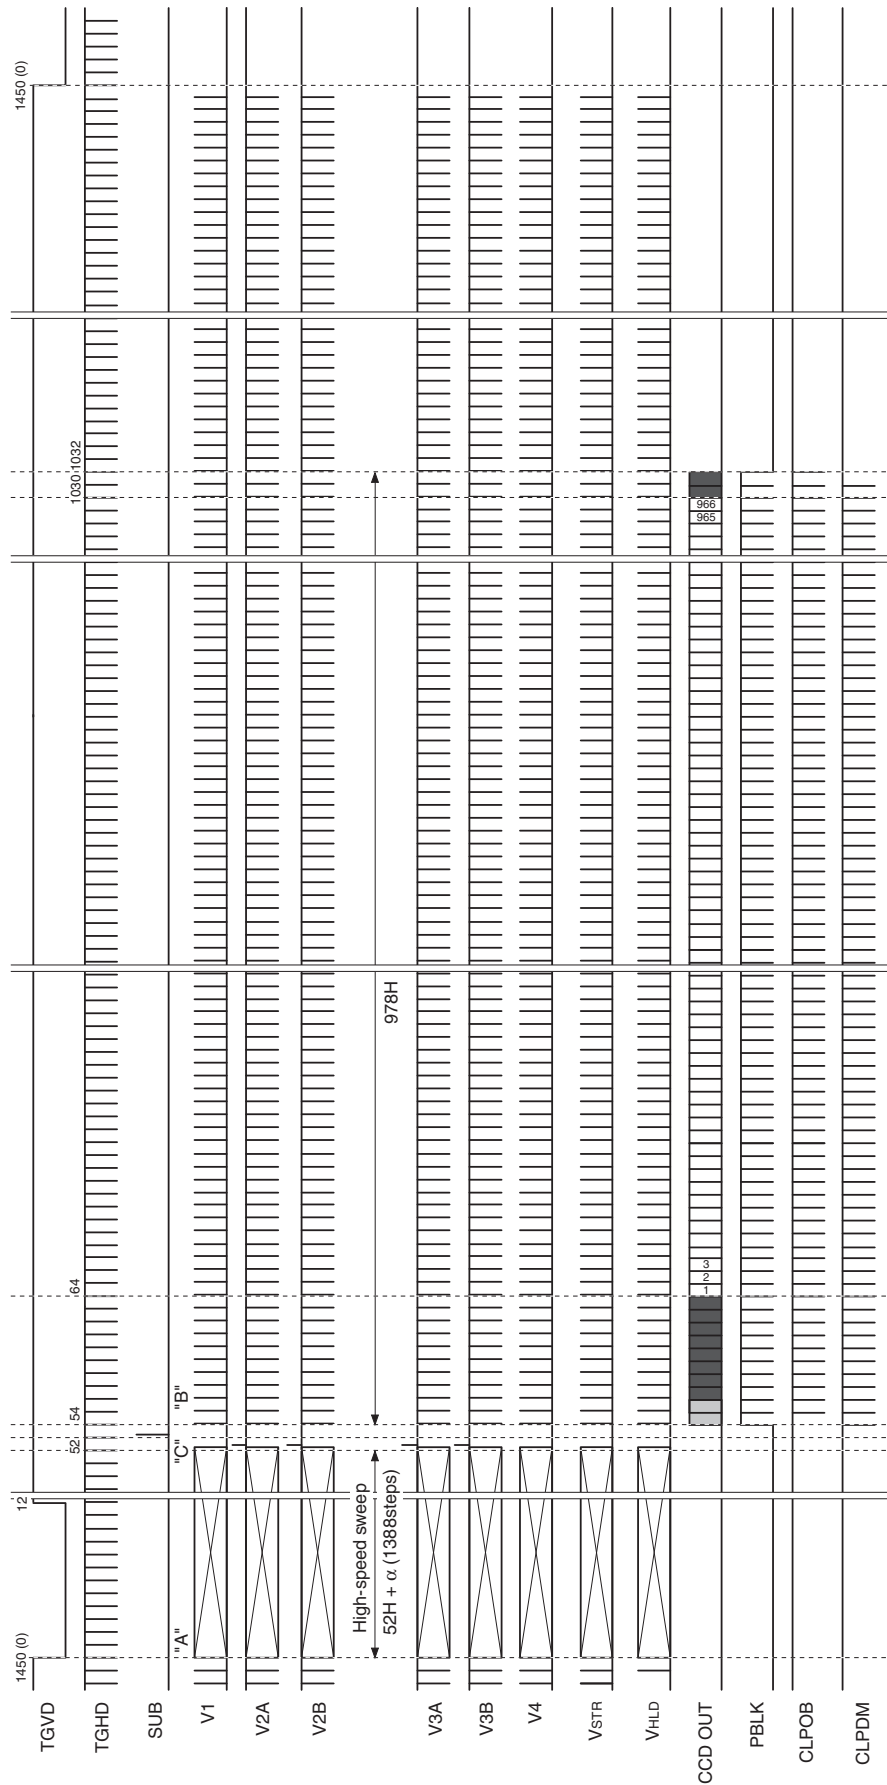 TGVD
TGHD
SUB
V1
V2A
V2B
V3A
V3B
V4
VSTR
VHLD
CCD OUT
PBLK
CLPOB
CLPDM
1450 (0)
12
52
54
64
1030
1032
1450 (0)
"A"
"C"
"B"
High-speed sweep
52H + α (1388steps)
978H
1
2
3
965
966